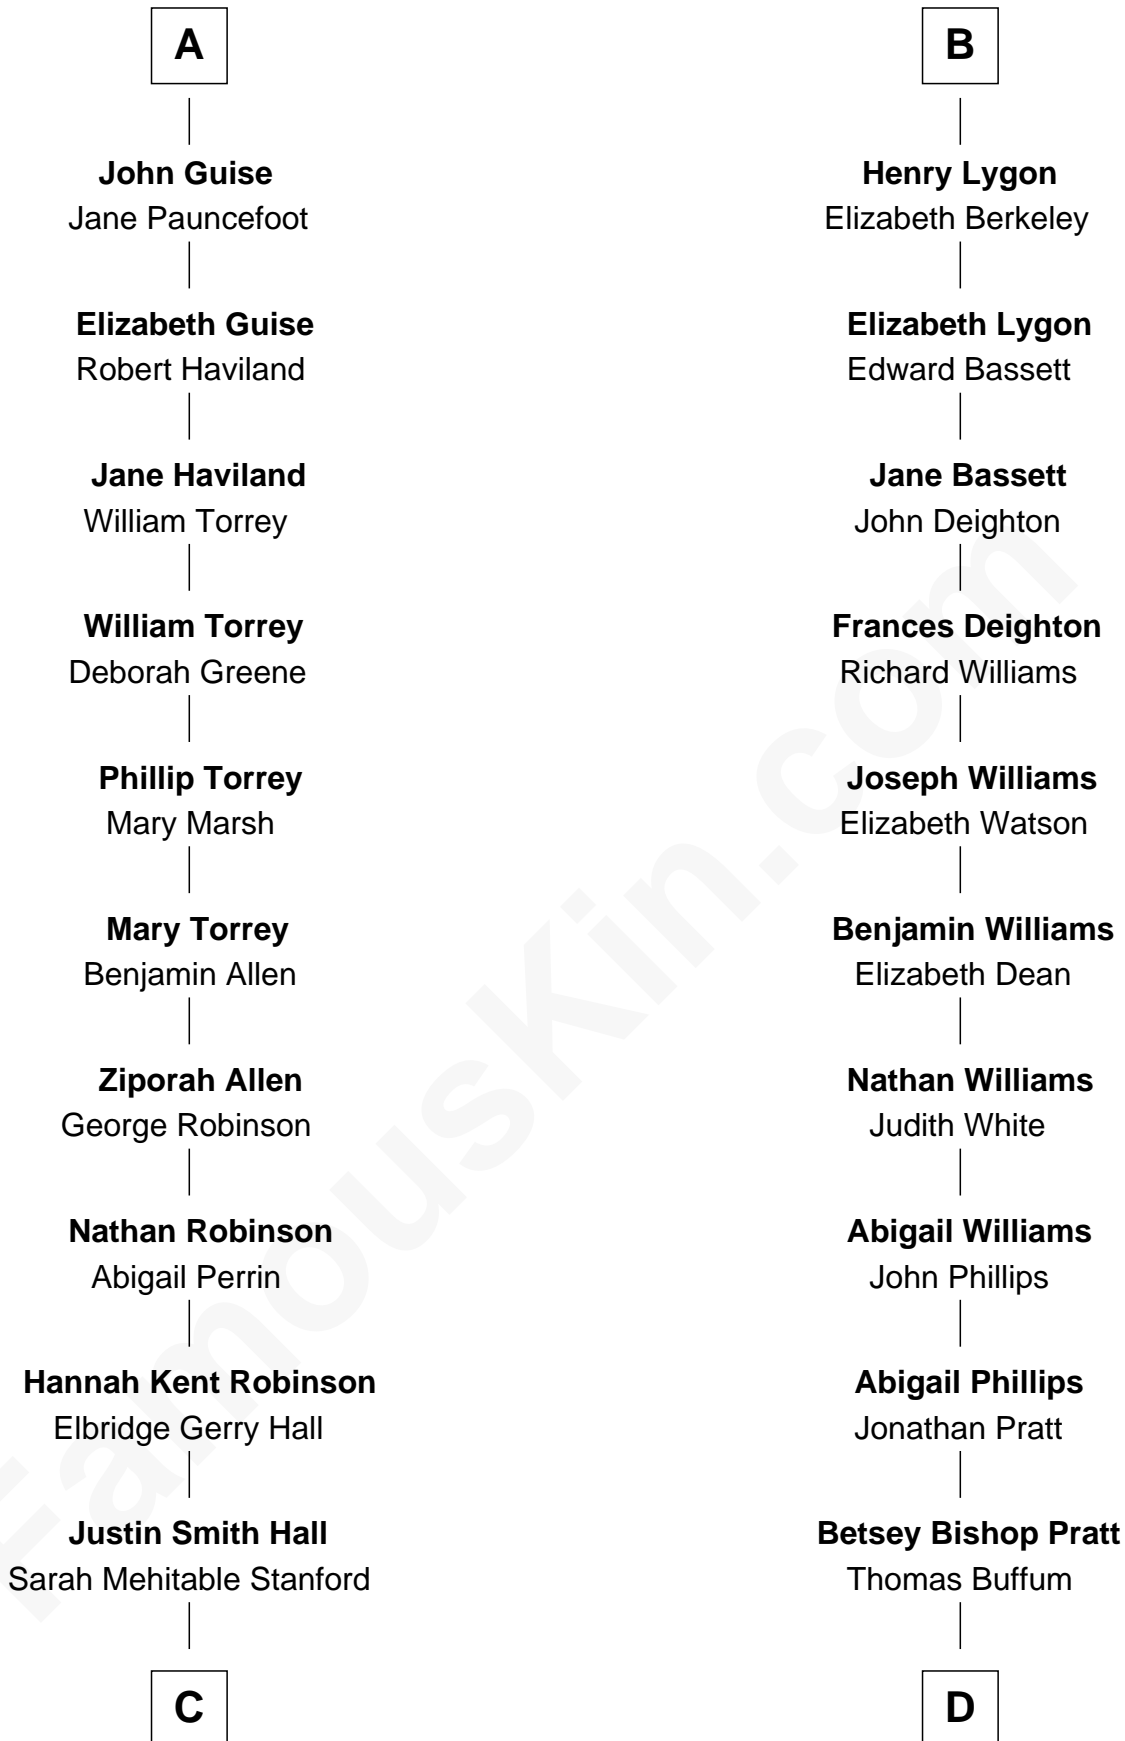 A
John Guise
Jane Pauncefoot
Elizabeth Guise
Robert Haviland
Jane Haviland
William Torrey
William Torrey
Deborah Greene
Phillip Torrey
Mary Marsh
Mary Torrey
Benjamin Allen
Ziporah Allen
George Robinson
Nathan Robinson
Abigail Perrin
Hannah Kent Robinson
Elbridge Gerry Hall
Justin Smith Hall
Sarah Mehitable Stanford
C
B
Henry Lygon
Elizabeth Berkeley
Elizabeth Lygon
Edward Bassett
Jane Bassett
John Deighton
Frances Deighton
Richard Williams
Joseph Williams
Elizabeth Watson
Benjamin Williams
Elizabeth Dean
Nathan Williams
Judith White
Abigail Williams
John Phillips
Abigail Phillips
Jonathan Pratt
Betsey Bishop Pratt
Thomas Buffum
D
FamousKin.com